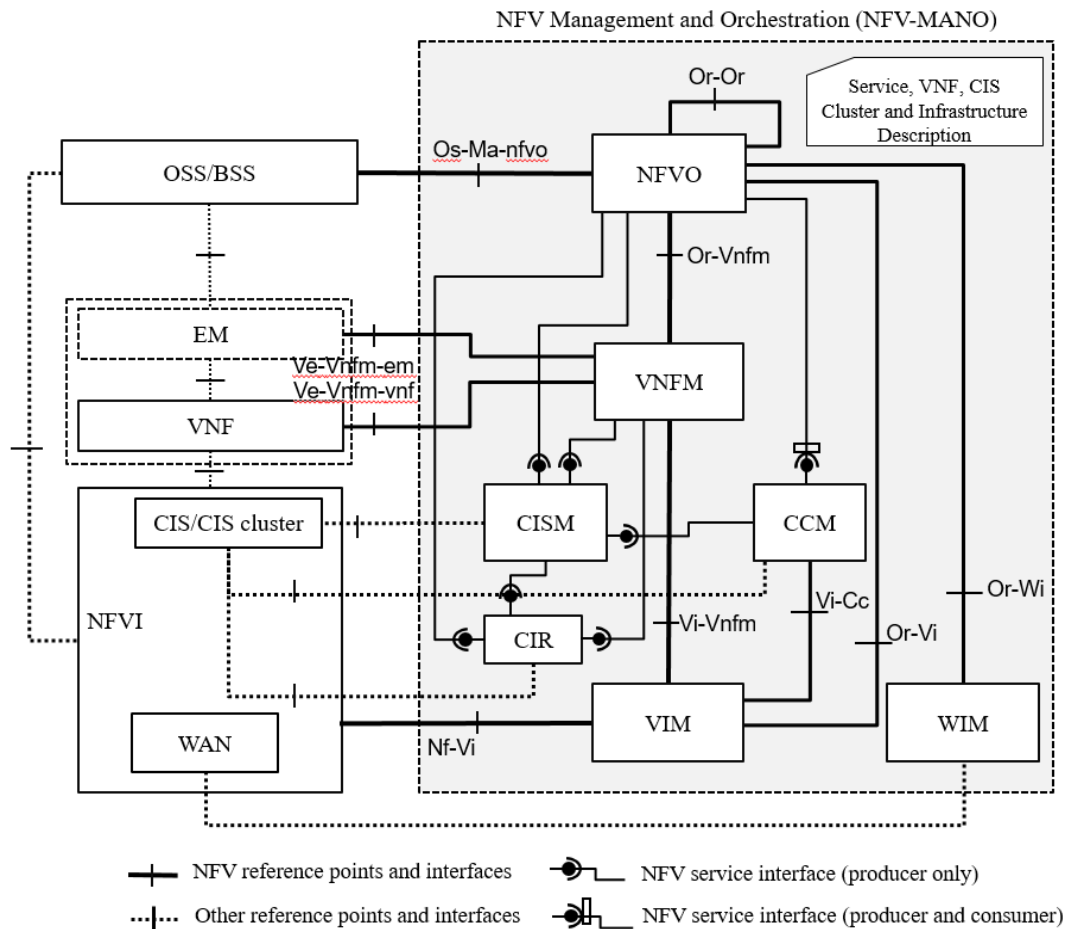 NFV Management and Orchestration (NFV-MANO)
Or-Or
Service, VNF, CIS
Cluster and Infrastructure
Description
Os-Ma-nfvo
OSS/BSS
NFVO
Or-Vnfm
EM
Ve-Vnfm-em
VNFM
Ve-Vnfm-vnf
VNF
CIS/CIS cluster
CISM
CCM
NFVI
Vi-Cc
Or-Wi
Vi-Vnfm
Or-Vi
CIR
WAN
Nf-Vi
VIM
WIM
NFV reference points and interfaces
NFV service interface (producer only)
Other reference points and interfaces
NFV service interface (producer and consumer)